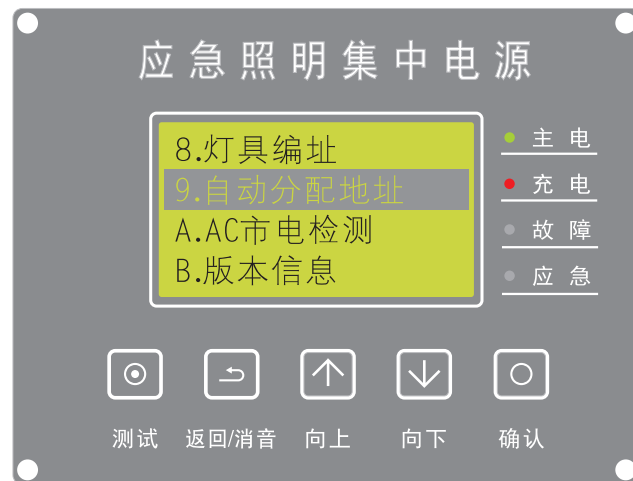 应急照明集中电源
8.灯具编址
9.自动分配地址
A.AC市电检测
B.版本信息
主电
充电
故障
应急
测试 返回/消音 向上 向下 确认